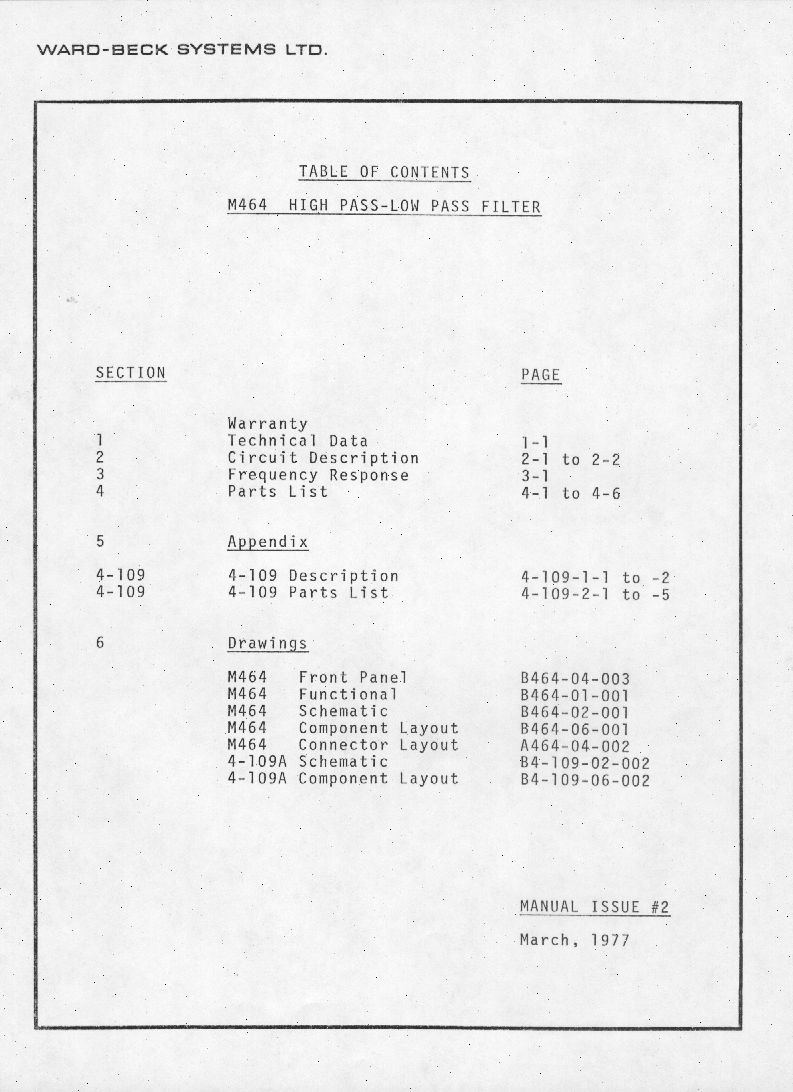 WARD-BECK SYSTEMS LTD.
TABLE OF CONTENTS
M464 HIGH PASS-LOW PASS FILTER
SECTION PAGE
Warranty
1 Technical Data 1-1
2 Circuit Description 2-1 to 2-2
3 Frequency Response 3-1
4 Parts List 4-1 to 4-6
5 Appendix
4-109 4-109 Description 4-109-1-1 to -2
4-109 4-109 Parts List 4-109-2-1 to -5
6 Drawings
M464 Front Panel B464-04-003
M464 Functional B464-01-001
M464 Schematic B464-02-001
M464 Component Layout B464-06-001
M464 Connector Layout A464-04-002
4-109A Schematic B4-109-02-002
4-109A Component Layout B4-109-06-002
MANUAL ISSUE #2
March, 1977